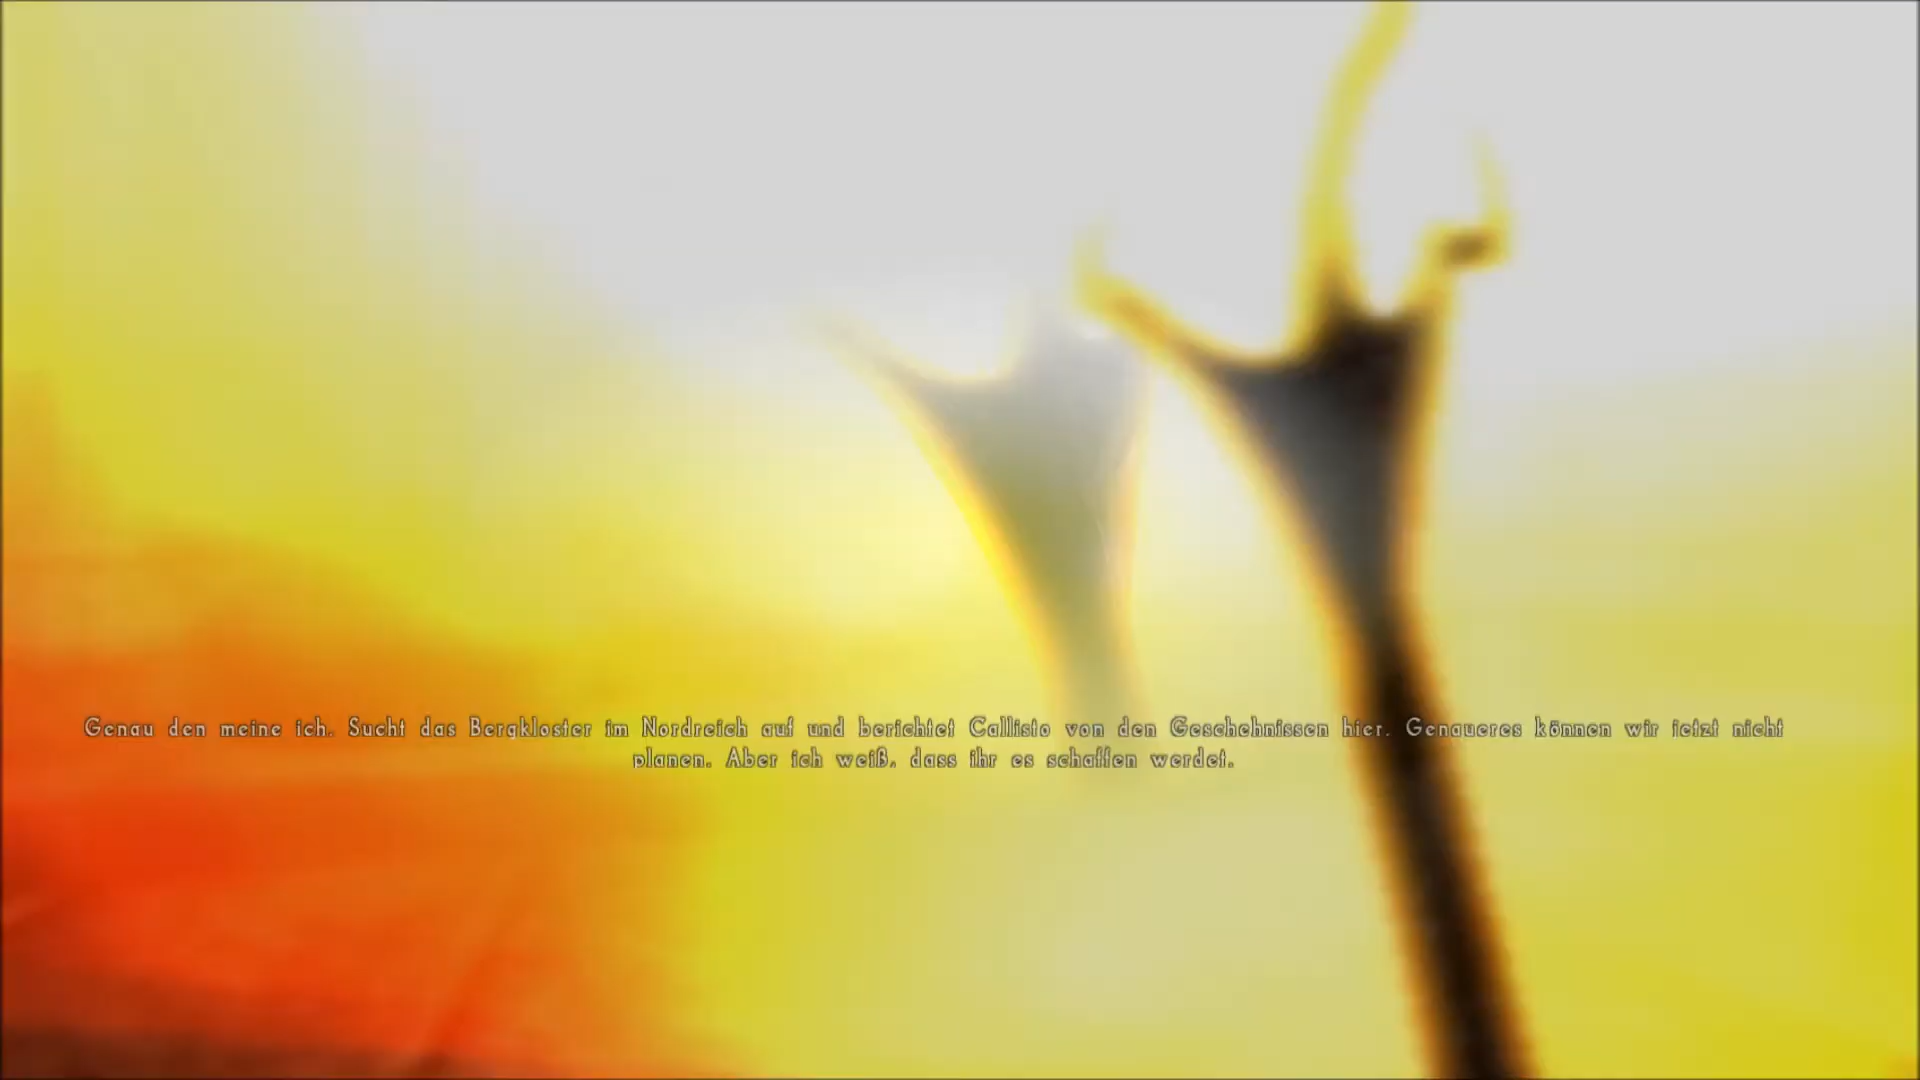 Genau den meine ich. Sucht das Bergkloster im Nordreich auf und berichtet Callisto von den Geschehnissen hier. Genaueres können wir jetzt nicht
planen. Aber ich weiß, dass ihr es schaffen werdet.